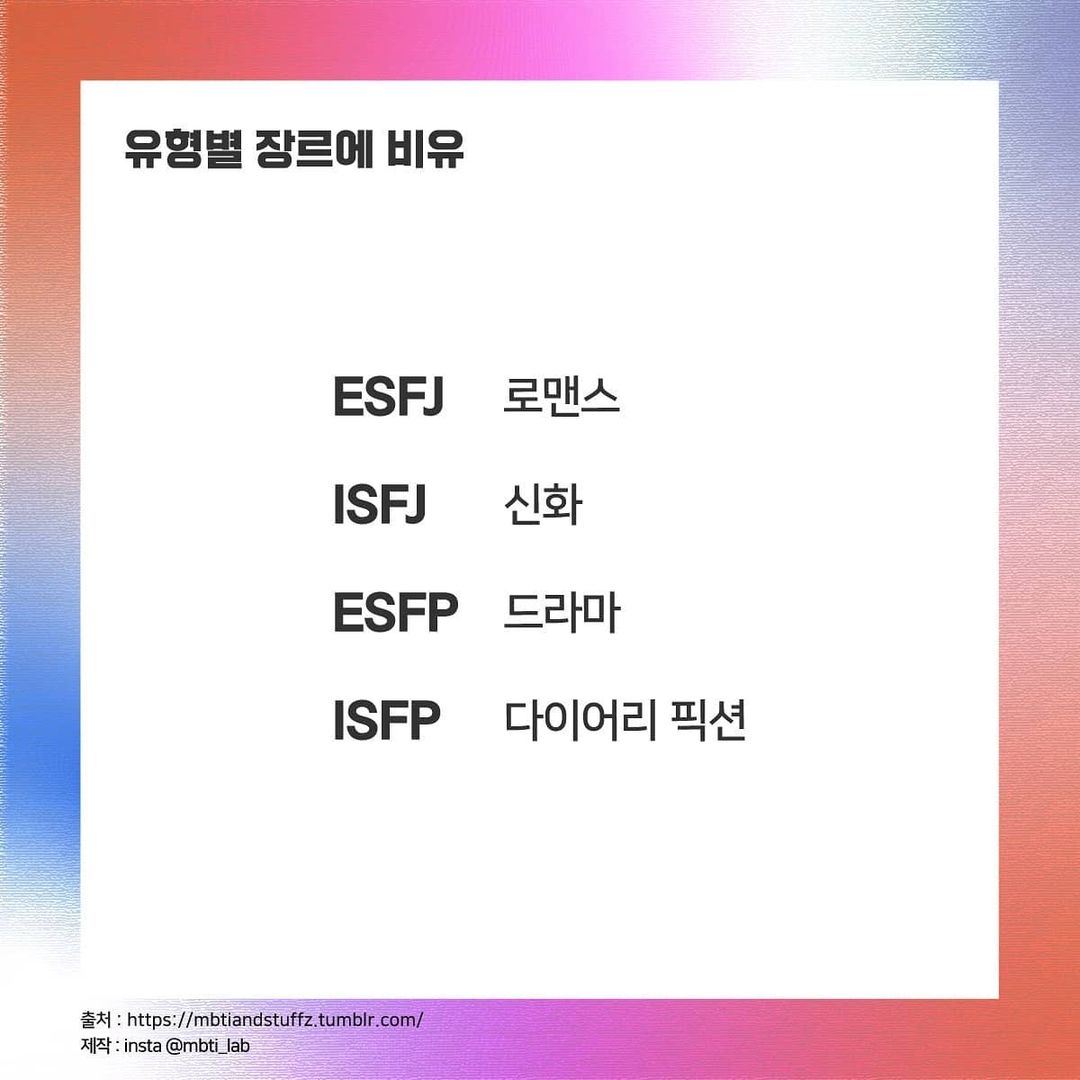 유형별 장르에 비유
ESFJ 로맨스
ISFJ 신화
ESFP 드라마
ISFP 다이어리 픽션
출처 : https://mbtiandstuffz.tumblr.com/
제작 : insta @mbti_lab